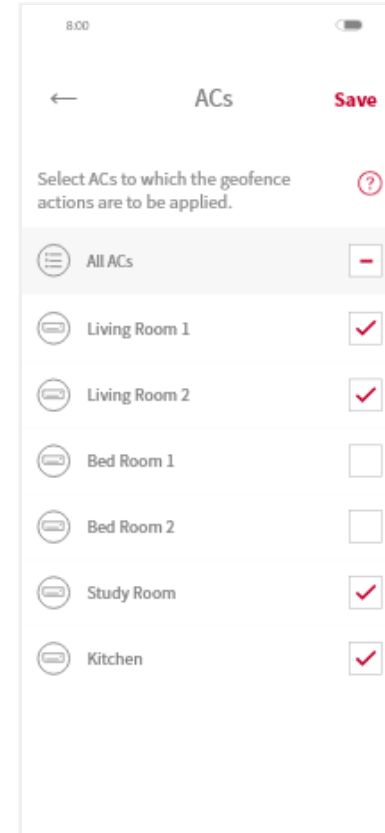 8:00
ACs
Save
Select ACs to which the geofence
actions are to be applied.
?
All ACs
Living Room 1
Living Room 2
Bed Room 1
Bed Room 2
Study Room
Kitchen